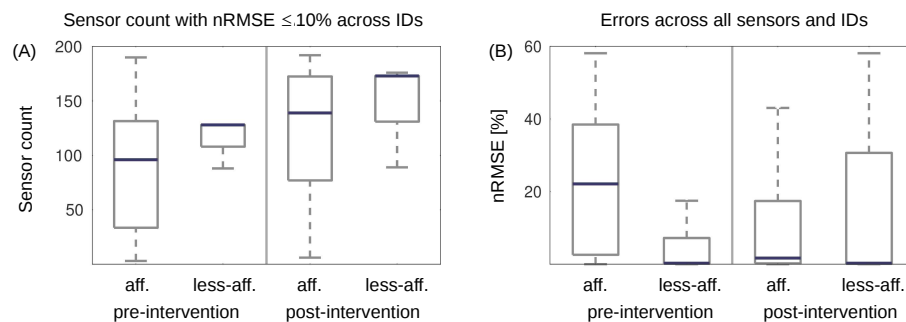 Sensor count with nRMSE ≤.10% across IDs
Errors across all sensors and IDs
(A)
200
150
100
50
Sensor count
aff.
less-aff.
aff.
less-aff.
pre-intervention
post-intervention
(B)
60
40
20
nRMSE [%]
aff.
less-aff.
aff.
less-aff.
pre-intervention
post-intervention